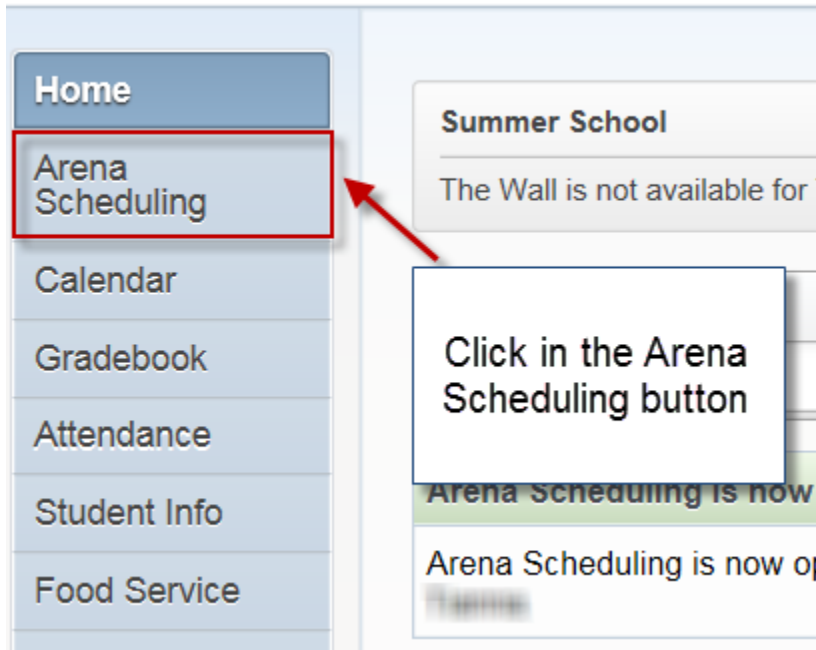 Home
Arena
Scheduling
Calendar
Gradebook
Attendance
Student Info
Food Service
Summer School
The Wall is not available for
Click in the Arena
Scheduling button
Arena Scheduling is now
Arena Scheduling is now op